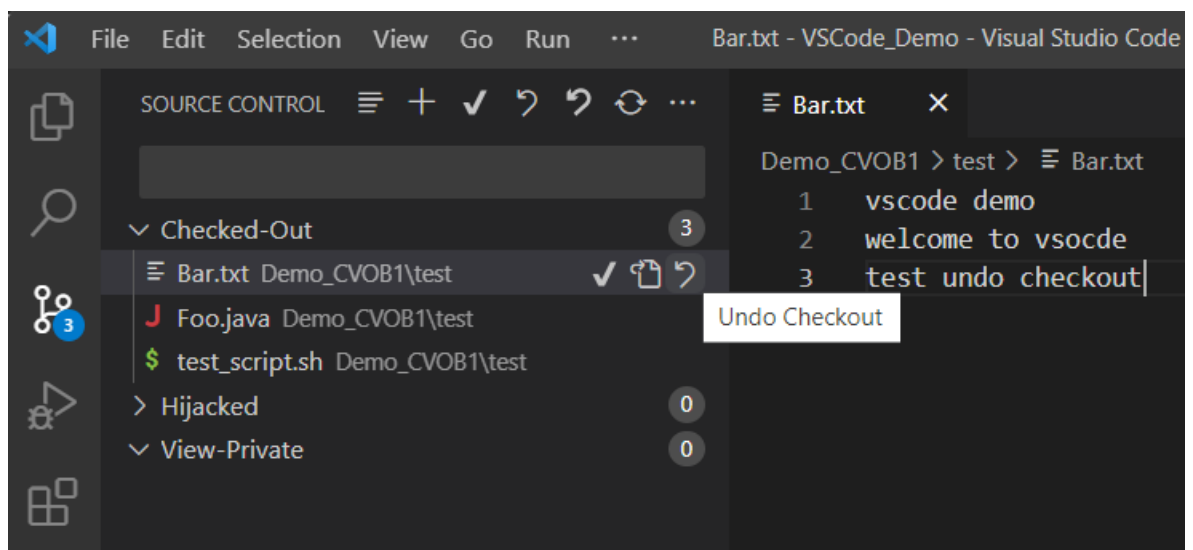 File Edit Selection View Go Run ··· Bar.txt - VSCode_Demo - Visual Studio Code
SOURCE CONTROL
Bar.txt
Demo_CVOB1 > test > Bar.txt
1 vscode demo
2 welcome to vsocde
3 test undo checkout
Checked-Out 3
Bar.txt Demo_CVOB1\test
Undo Checkout
J Foo.java Demo_CVOB1\test
$ test_script.sh Demo_CVOB1\test
Hijacked 0
View-Private 0
3